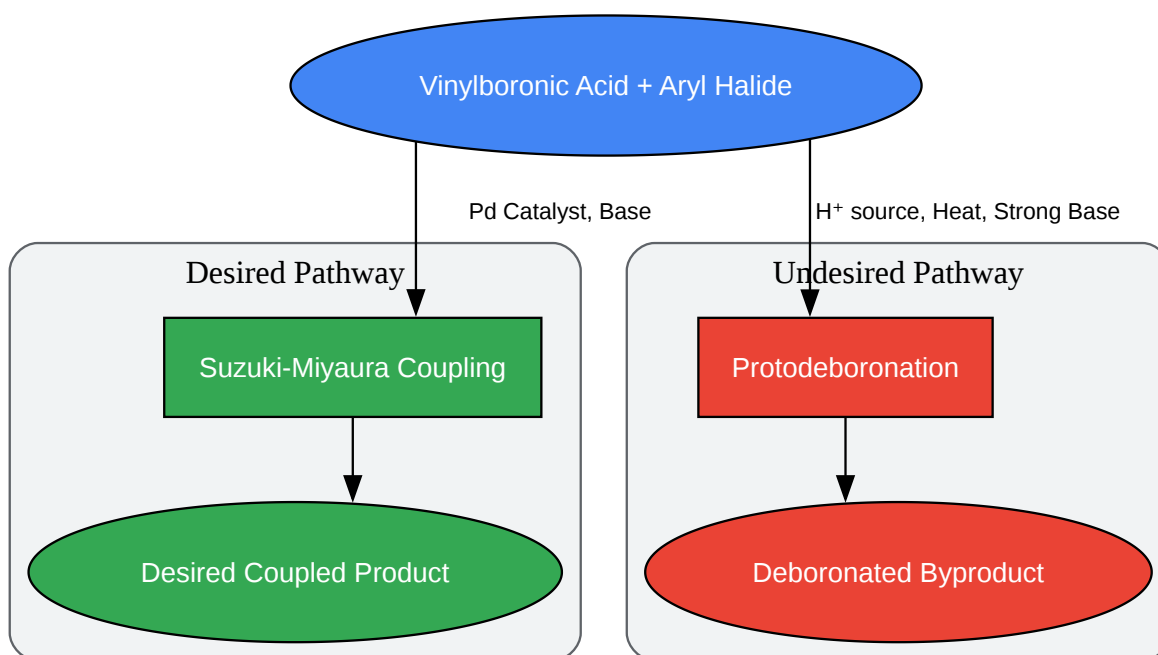 Vinylboronic Acid + Aryl Halide
Pd Catalyst, Base
H⁺ source, Heat, Strong Base
Desired Pathway
Undesired Pathway
Suzuki-Miyaura Coupling
Protodeboronation
Desired Coupled Product
Deboronated Byproduct